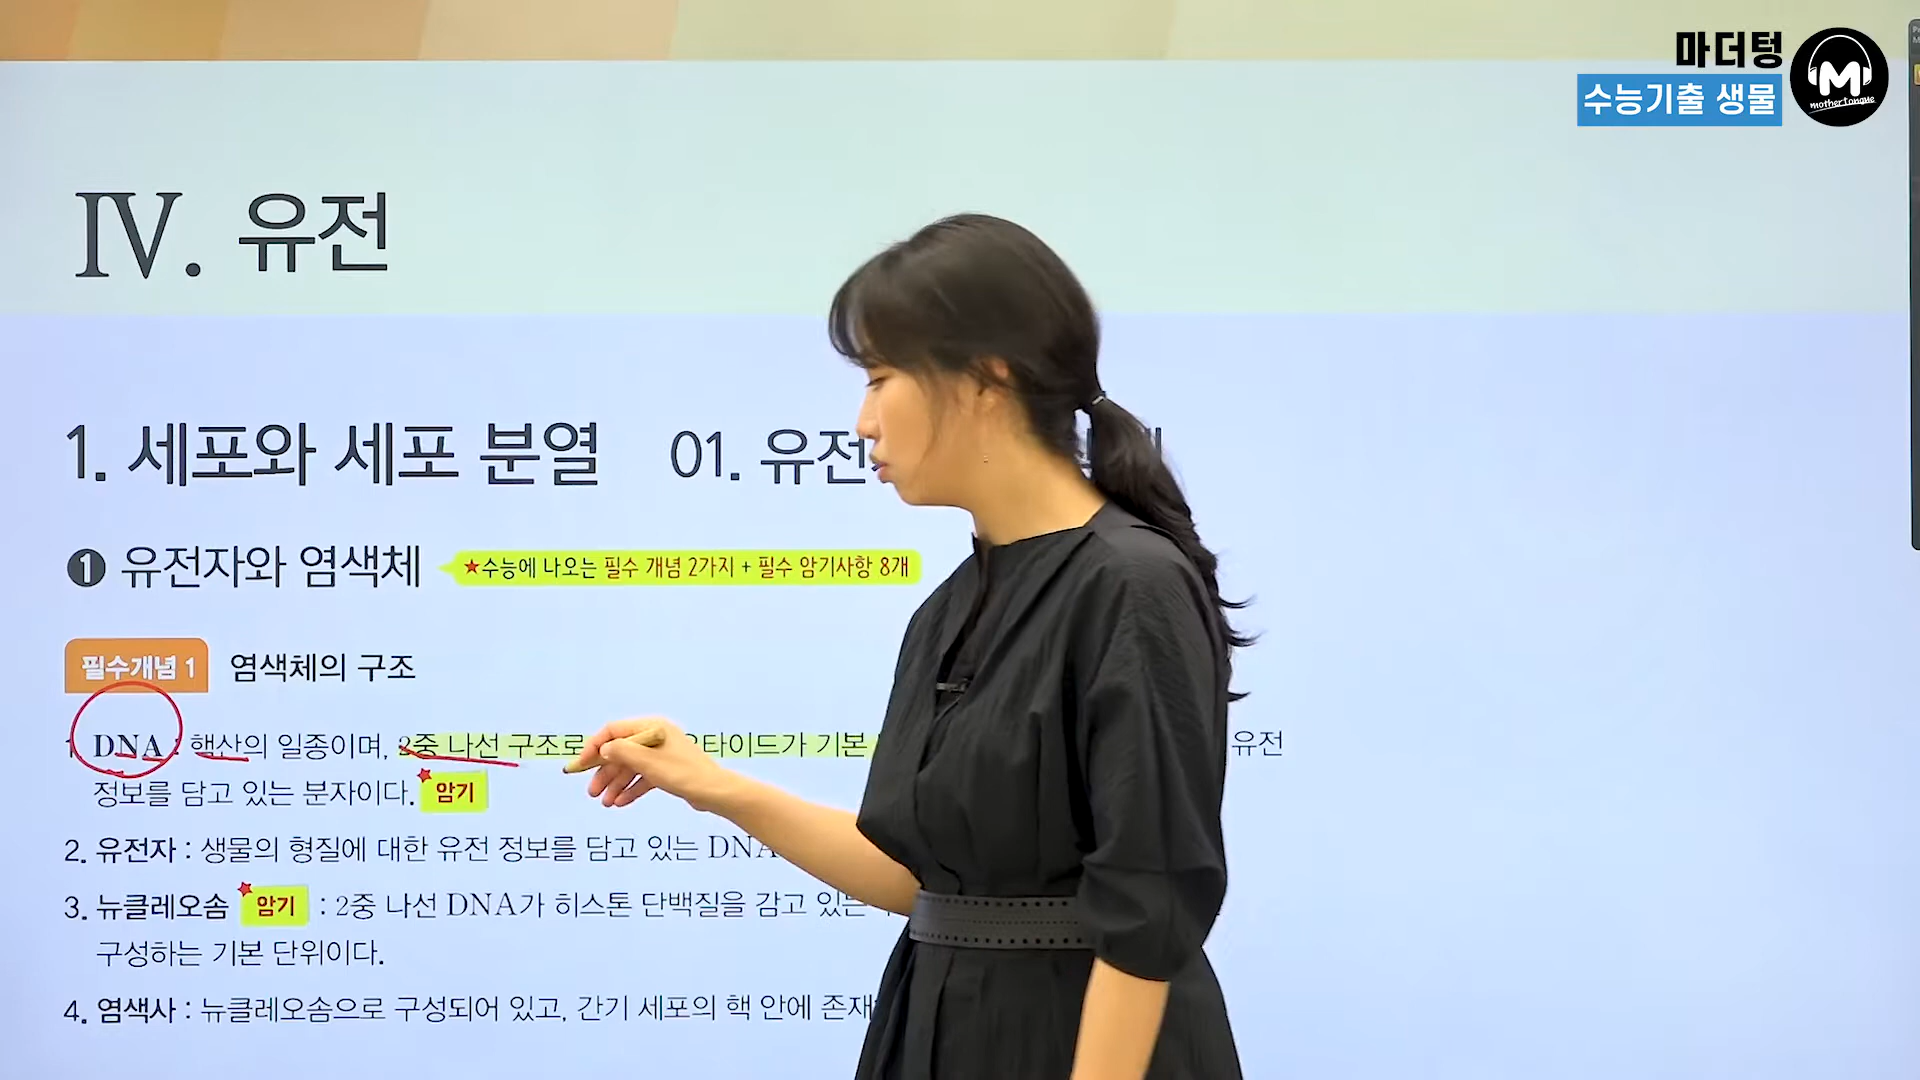 마더텅
수능기출 생물
M
mother tongue
IV. 유전
1. 세포와 세포 분열 01. 유전
❶ 유전자와 염색체 ★수능에 나오는 필수 개념 2가지 + 필수 암기사항 8개
필수개념 1 염색체의 구조
1. DNA : 핵산의 일종이며, 2중 나선 구조로 기본 유전
정보를 담고 있는 분자이다. ★암기
2. 유전자 : 생물의 형질에 대한 유전 정보를 담고 있는 DNA
3. 뉴클레오솜 ★암기 : 2중 나선 DNA가 히스톤 단백질을 감고 있는
구성하는 기본 단위이다.
4. 염색사 : 뉴클레오솜으로 구성되어 있고, 간기 세포의 핵 안에 존재